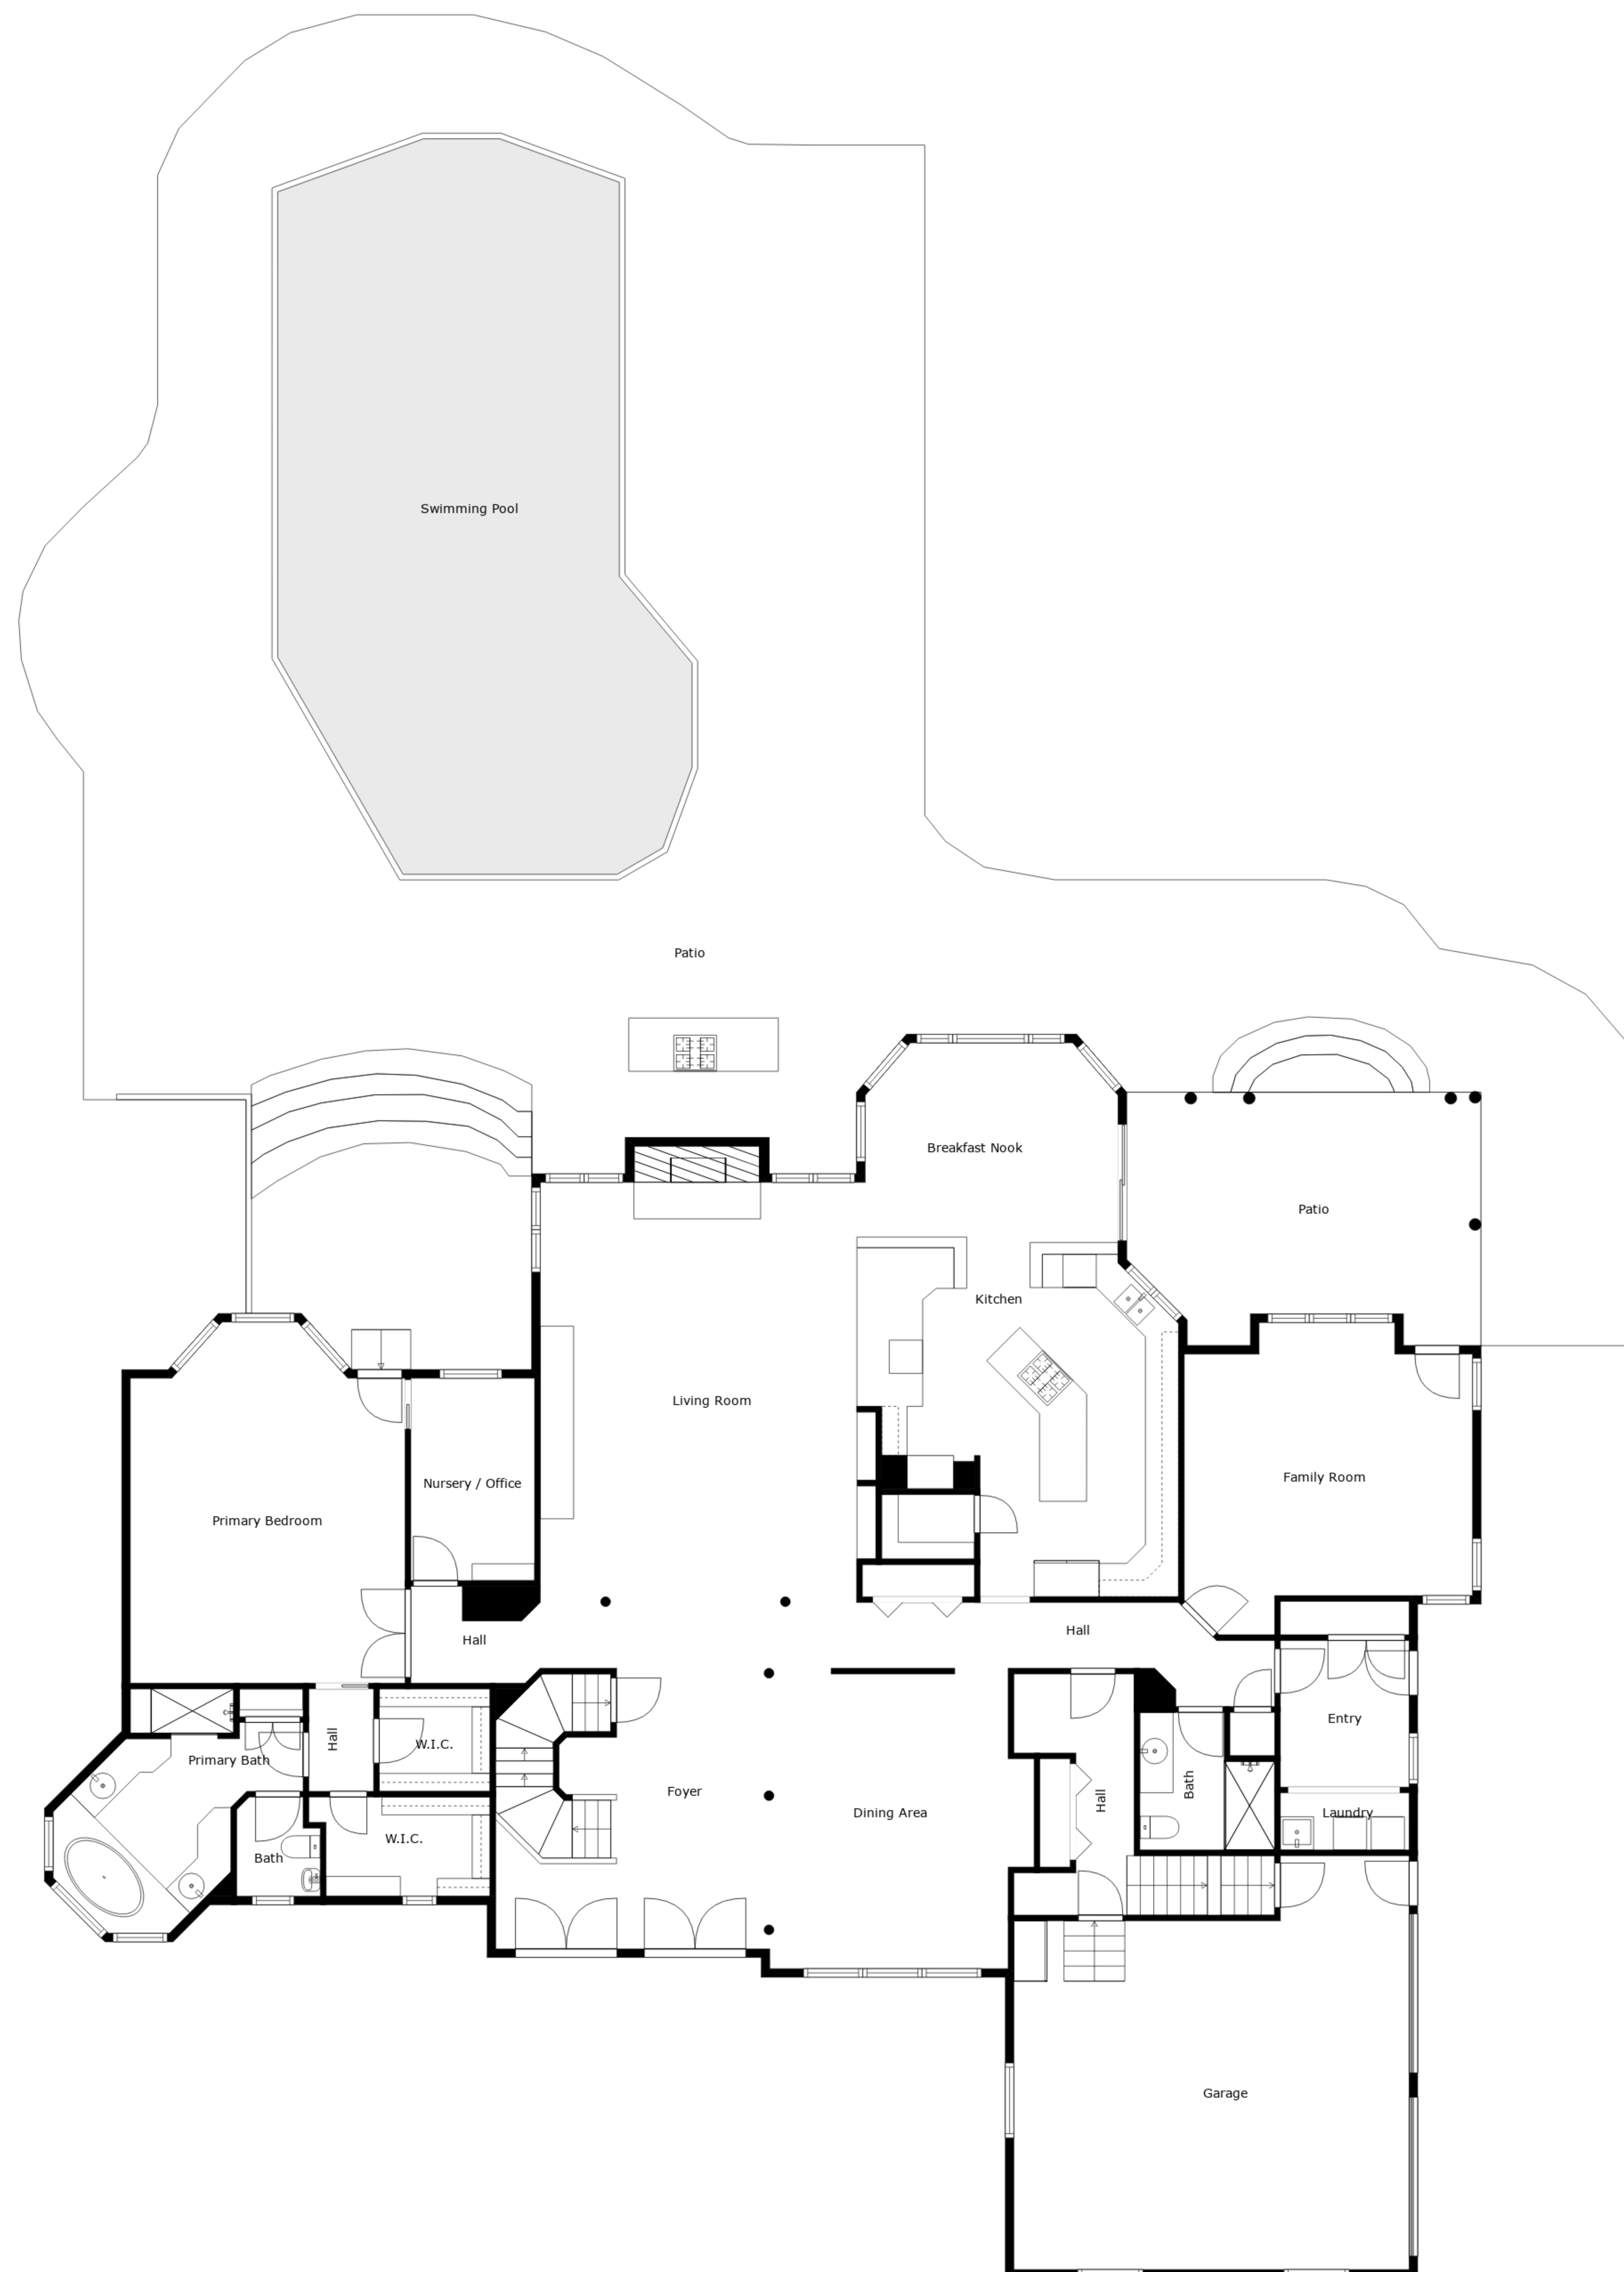 Swimming Pool
Patio
Breakfast Nook
Patio
Kitchen
Living Room
Family Room
Nursery / Office
Primary Bedroom
Hall
Hall
Entry
Hall
W.I.C.
Primary Bath
Foyer
Bath
Hall
Dining Area
Laundry
W.I.C.
Bath
Garage